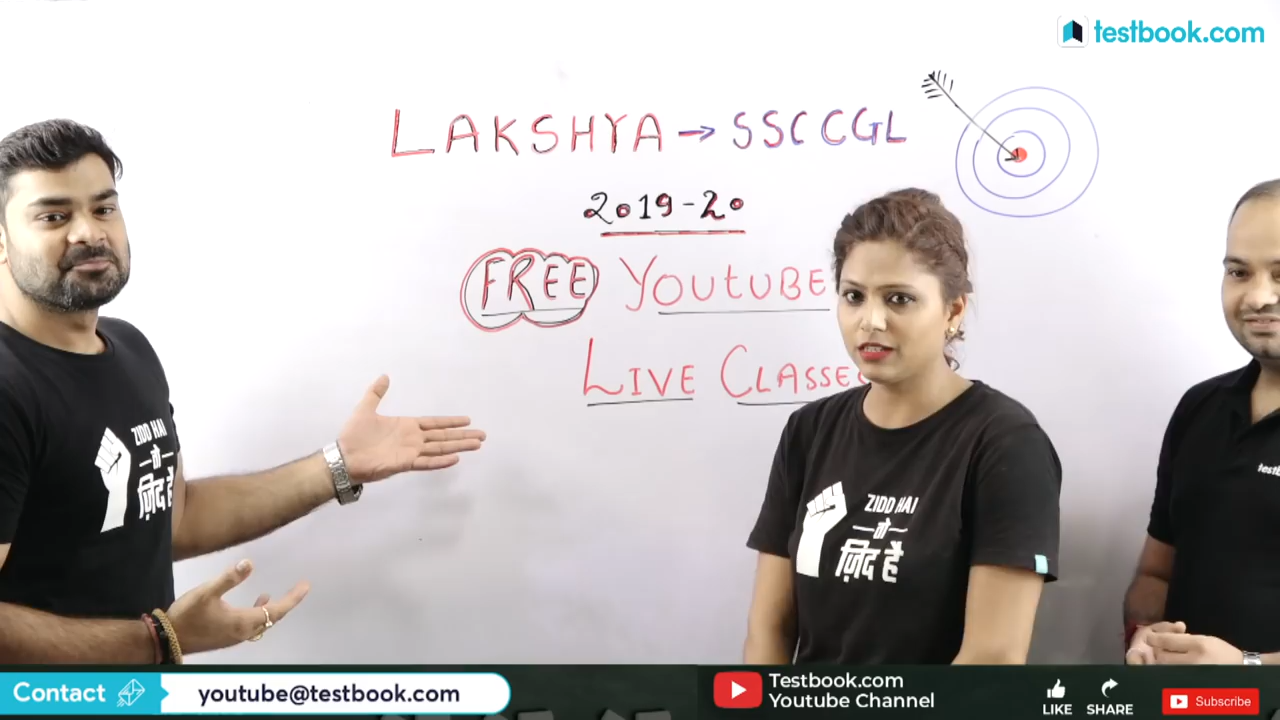 testbook.com
LAKSHYA → SSC CGL
2019-20
FREE YOUTUBE
LIVE CLASSES
ZIDD HAI
तो
ज़िद है
ZIDD HAI
तो
ज़िद है
Contact youtube@testbook.com
Testbook.com
Youtube Channel
LIKE SHARE Subscribe